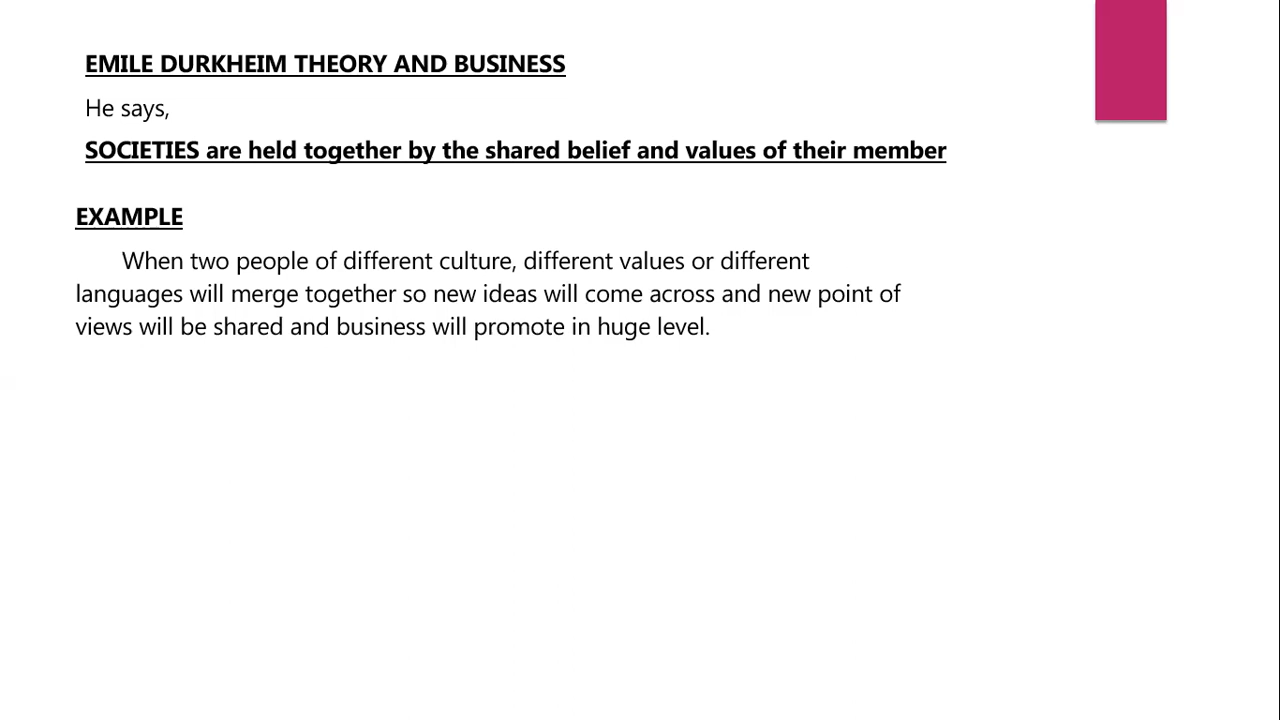 EMILE DURKHEIM THEORY AND BUSINESS
He says,
SOCIETIES are held together by the shared belief and values of their member
EXAMPLE
When two people of different culture, different values or different
languages will merge together so new ideas will come across and new point of
views will be shared and business will promote in huge level.